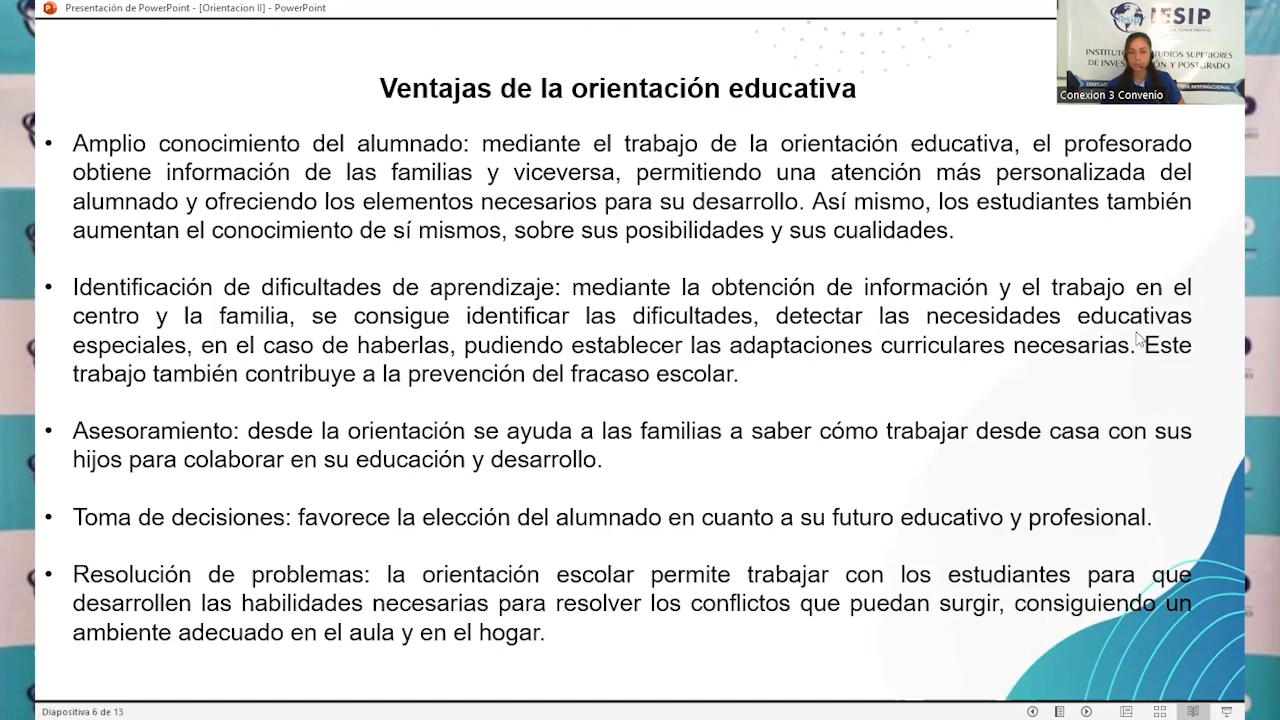 Presentación de PowerPoint - [Orientacion II] - PowerPoint
iesip IESIP
INSTITUTO
ESTUDIOS SUPERIORES
DE INVES
ÓN Y POSTGRADO
Conexion 3 Convenio
Ventajas de la orientación educativa
• Amplio conocimiento del alumnado: mediante el trabajo de la orientación educativa, el profesorado
obtiene información de las familias y viceversa, permitiendo una atención más personalizada del
alumnado y ofreciendo los elementos necesarios para su desarrollo. Así mismo, los estudiantes también
aumentan el conocimiento de sí mismos, sobre sus posibilidades y sus cualidades.
• Identificación de dificultades de aprendizaje: mediante la obtención de información y el trabajo en el
centro y la familia, se consigue identificar las dificultades, detectar las necesidades educativas
especiales, en el caso de haberlas, pudiendo establecer las adaptaciones curriculares necesarias. Este
trabajo también contribuye a la prevención del fracaso escolar.
• Asesoramiento: desde la orientación se ayuda a las familias a saber cómo trabajar desde casa con sus
hijos para colaborar en su educación y desarrollo.
• Toma de decisiones: favorece la elección del alumnado en cuanto a su futuro educativo y profesional.
• Resolución de problemas: la orientación escolar permite trabajar con los estudiantes para que
desarrollen las habilidades necesarias para resolver los conflictos que puedan surgir, consiguiendo un
ambiente adecuado en el aula y en el hogar.
Diapositiva 6 de 13